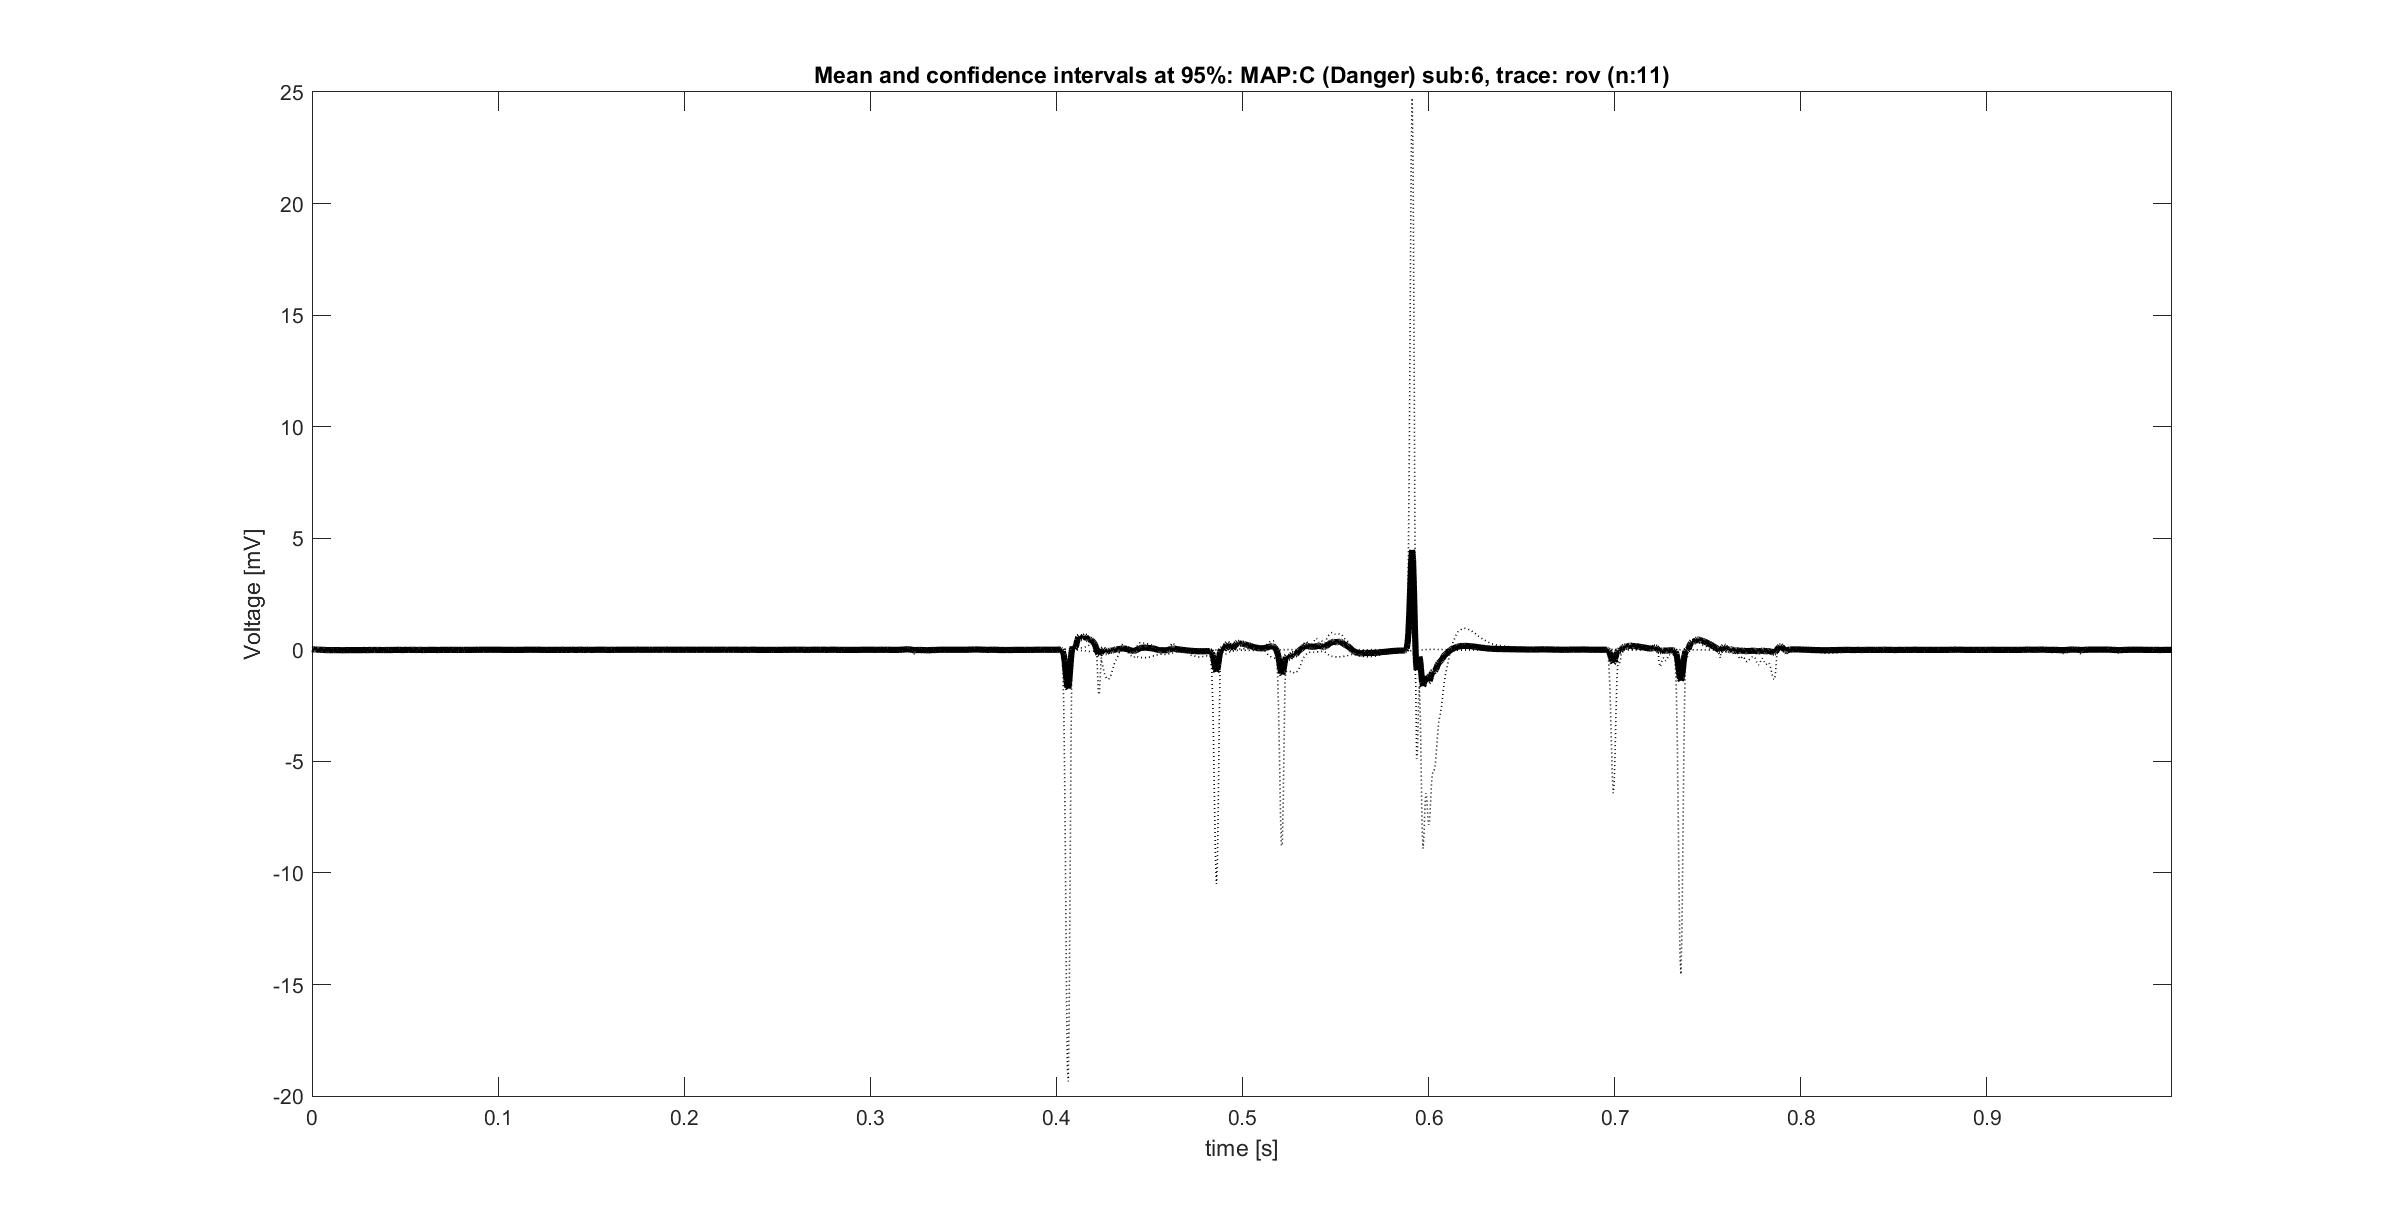 Mean and confidence intervals at 95%: MAP:C (Danger) sub:6, trace: rov (n:11)
25
20
15
10
5
0
-5
-10
-15
-20
Voltage [mV]
0 0.1 0.2 0.3 0.4 0.5 0.6 0.7 0.8 0.9
time [s]